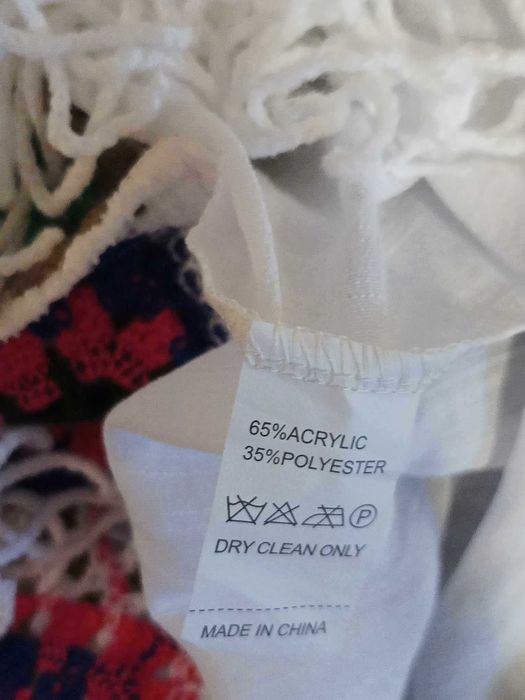 65%ACRYLIC
35%POLYESTER
P
DRY CLEAN ONLY
MADE IN CHINA